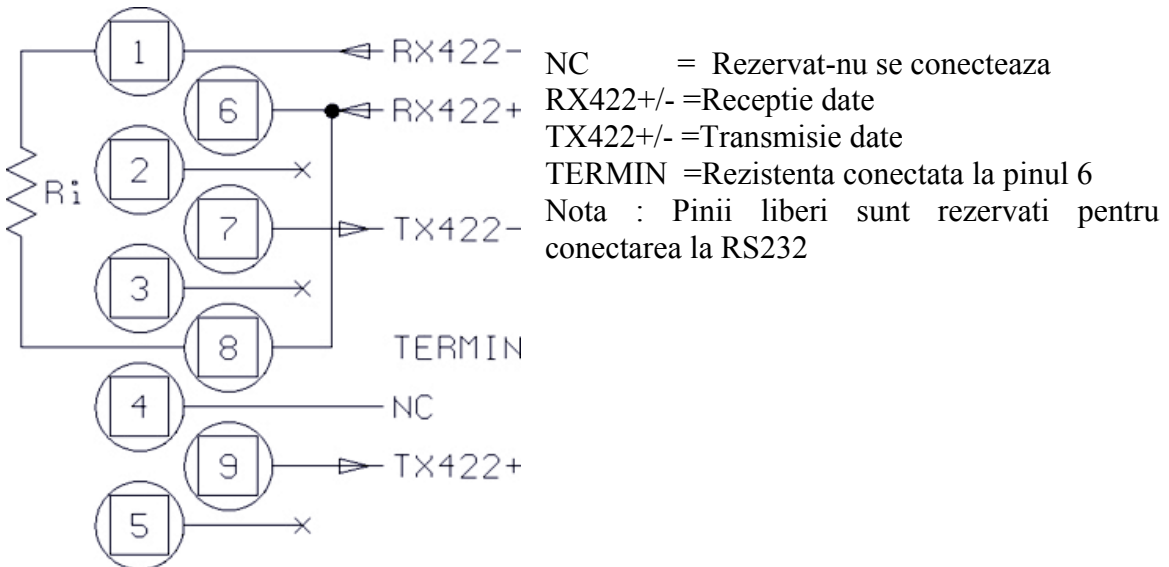 1 RX422-
6 RX422+
2
Ri
7 TX422-
3
8 TERMIN
4 NC
9 TX422+
5
NC = Rezervat-nu se conecteaza
RX422+/- =Receptie date
TX422+/- =Transmisie date
TERMIN =Rezistenta conectata la pinul 6
Nota : Pinii liberi sunt rezervati pentru
conectarea la RS232